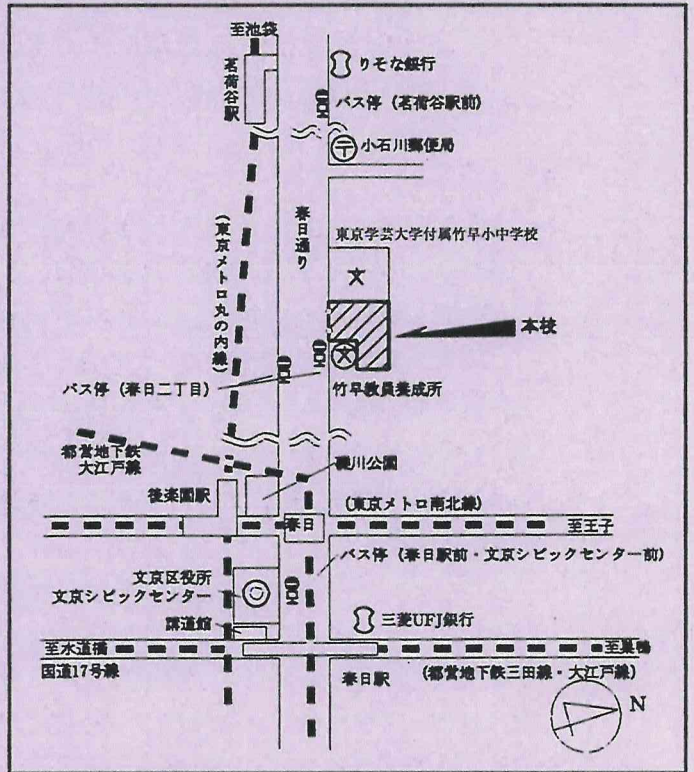 至池袋
茗荷谷駅
りそな銀行
バス停（茗荷谷駅前）
〒
小石川郵便局
（東京メトロ丸の内線）
春日通り
東京学芸大学付属竹早小中学校
文
本校
文
バス停（春日二丁目）
竹早教員養成所
都営地下鉄
大江戸線
礫川公園
後楽園駅
（東京メトロ南北線）
春日
至王子
バス停（春日駅前・文京シビックセンター前）
文京区役所
文京シビックセンター
三菱UFJ銀行
講道館
至水道橋
至巣鴨
国道17号線
春日駅
（都営地下鉄三田線・大江戸線）
N